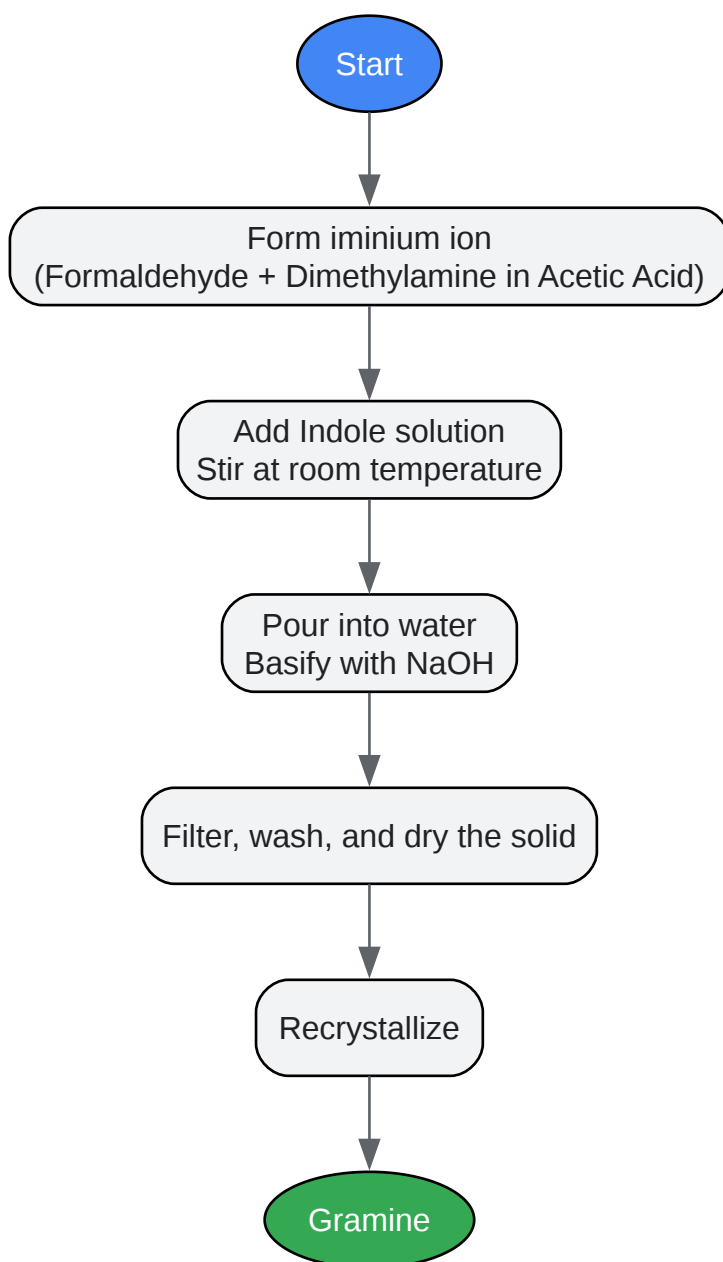 Start
Form iminium ion
(Formaldehyde + Dimethylamine in Acetic Acid)
Add Indole solution
Stir at room temperature
Pour into water
Basify with NaOH
Filter, wash, and dry the solid
Recrystallize
Gramine